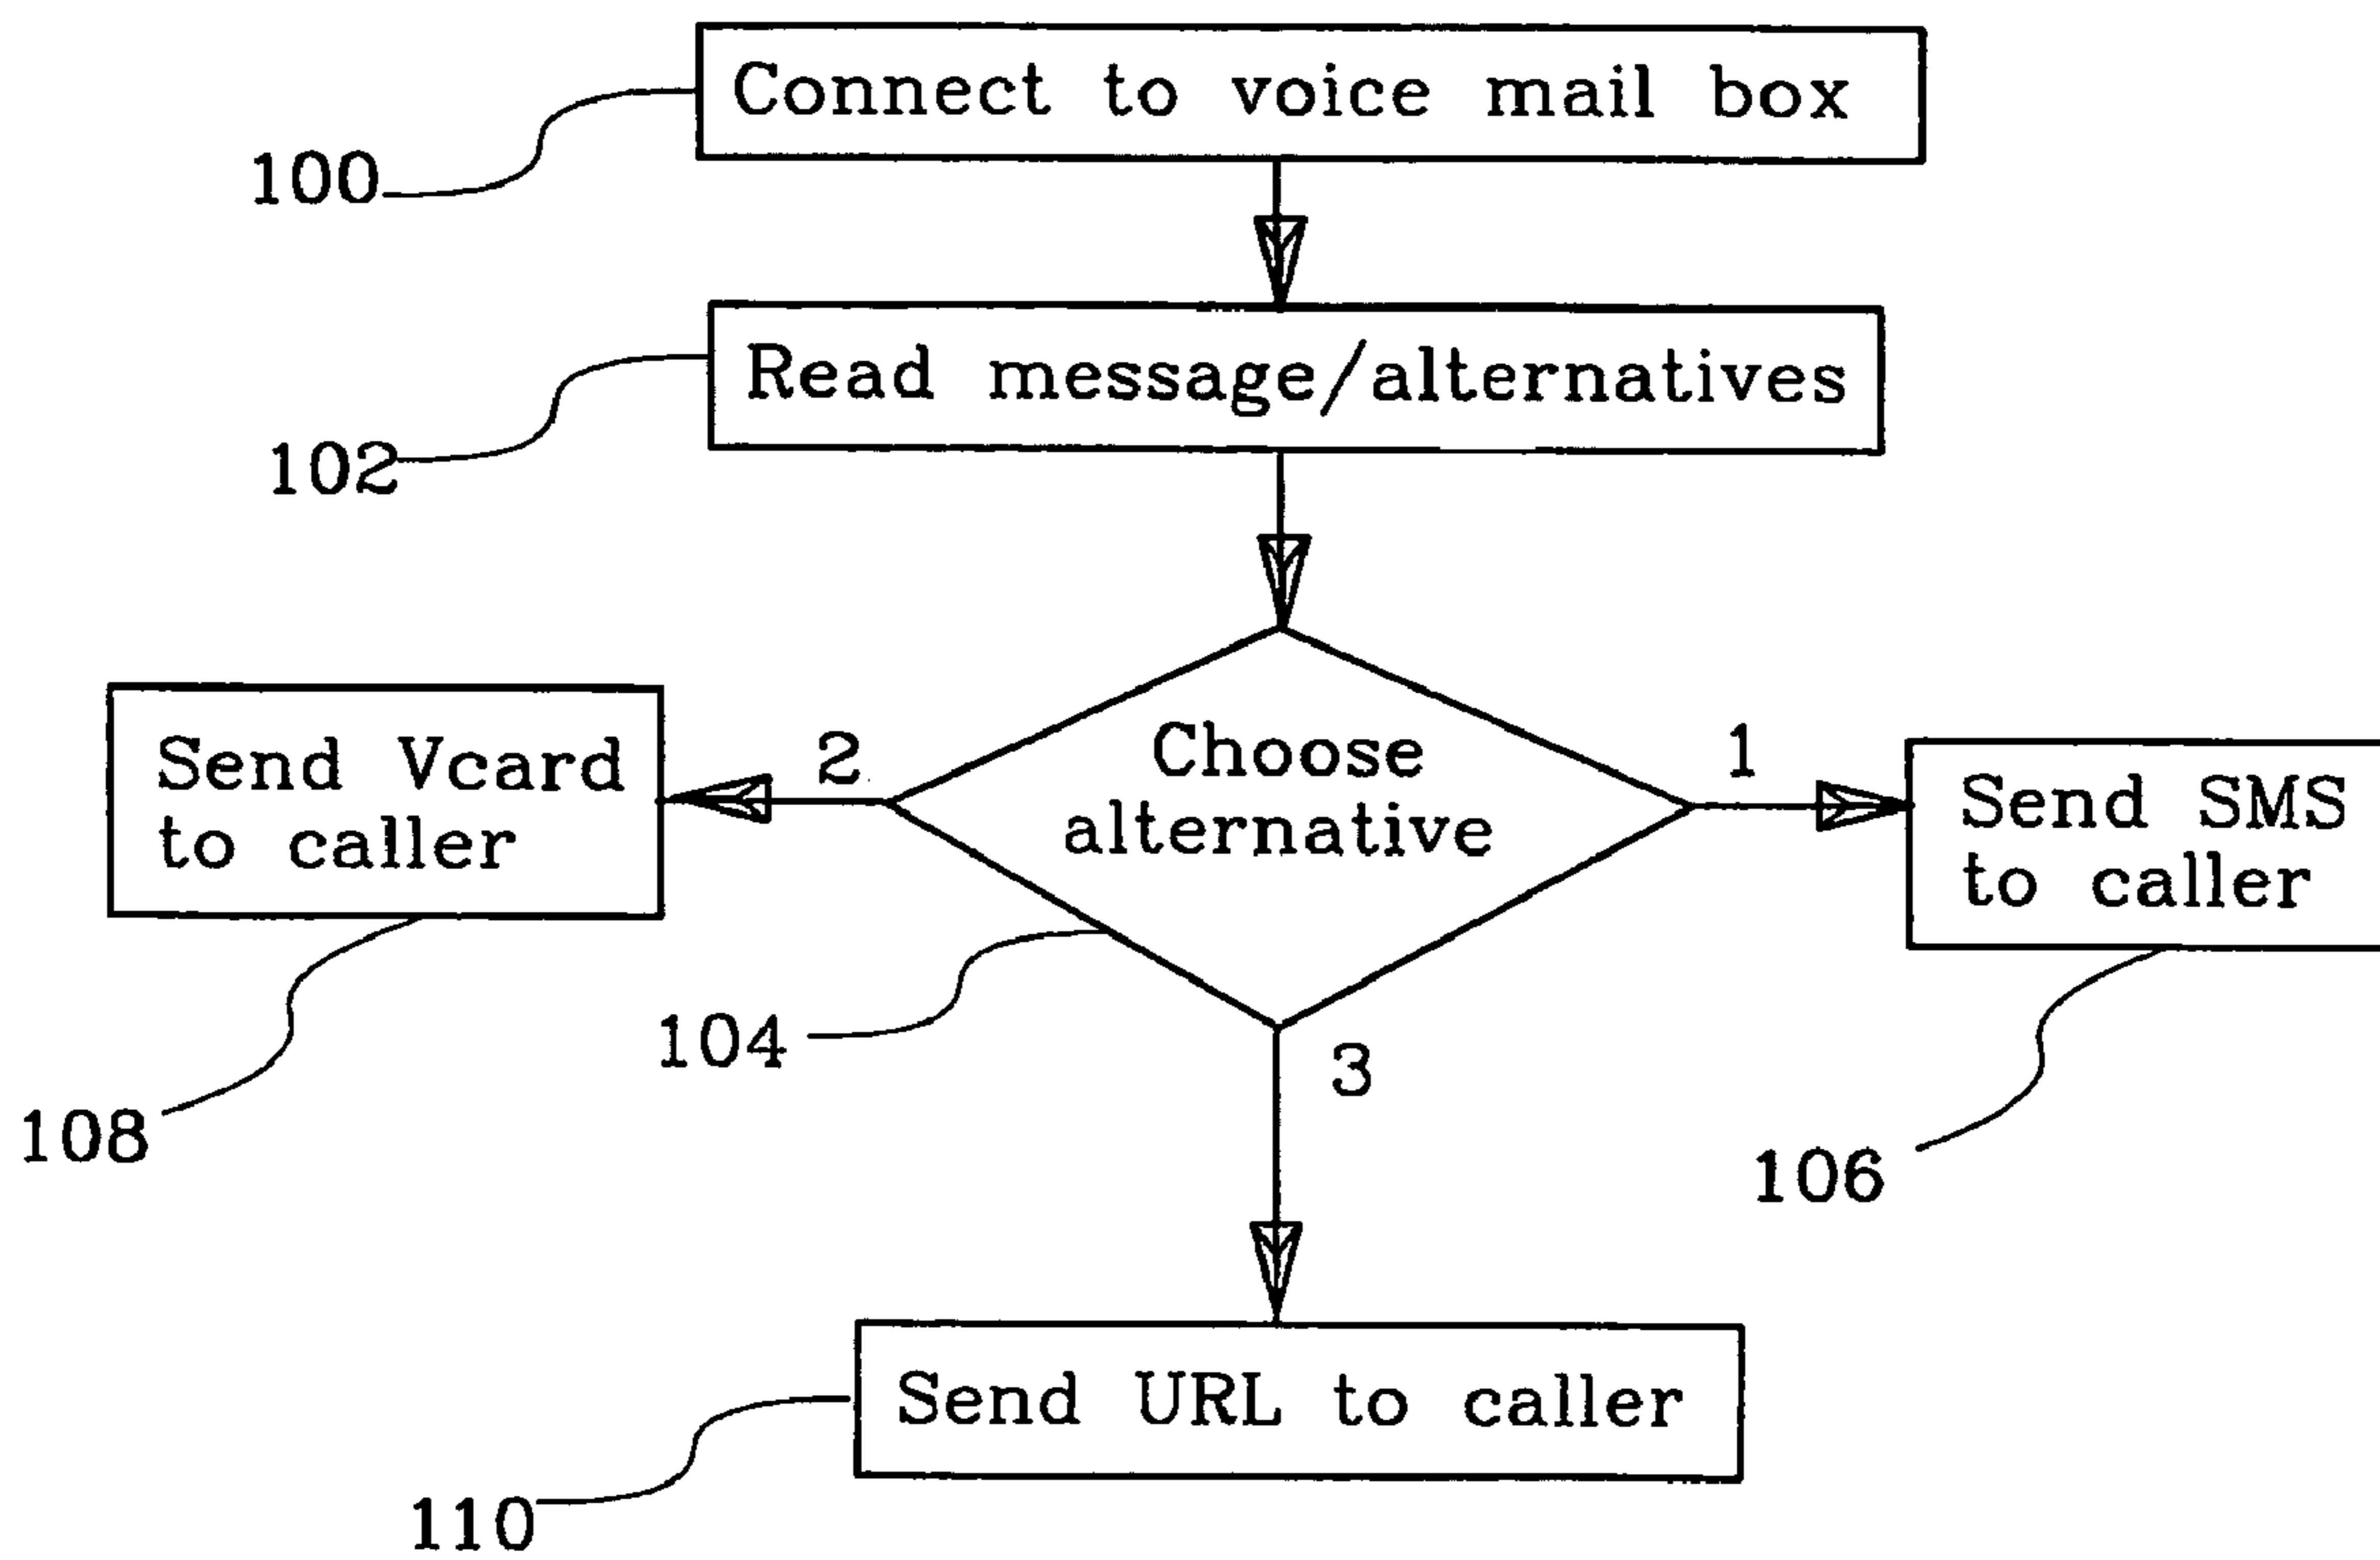 Connect to voice mail box
100
Read message/alternatives
102
Choose
alternative
2
1
3
Send Vcard
to caller
Send SMS
to caller
104
108
106
Send URL to caller
110